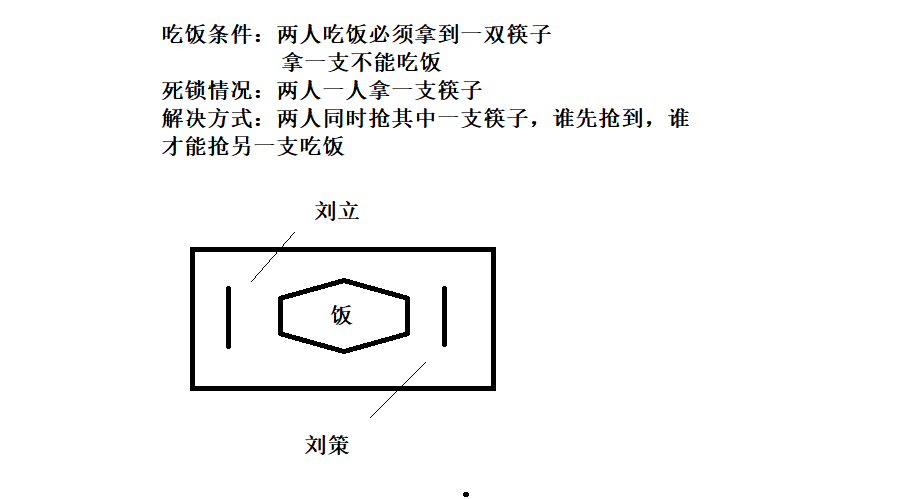 吃饭条件：两人吃饭必须拿到一双筷子
拿一支不能吃饭
死锁情况：两人一人拿一支筷子
解决方式：两人同时抢其中一支筷子，谁先抢到，谁
才能抢另一支吃饭
刘立
饭
刘策